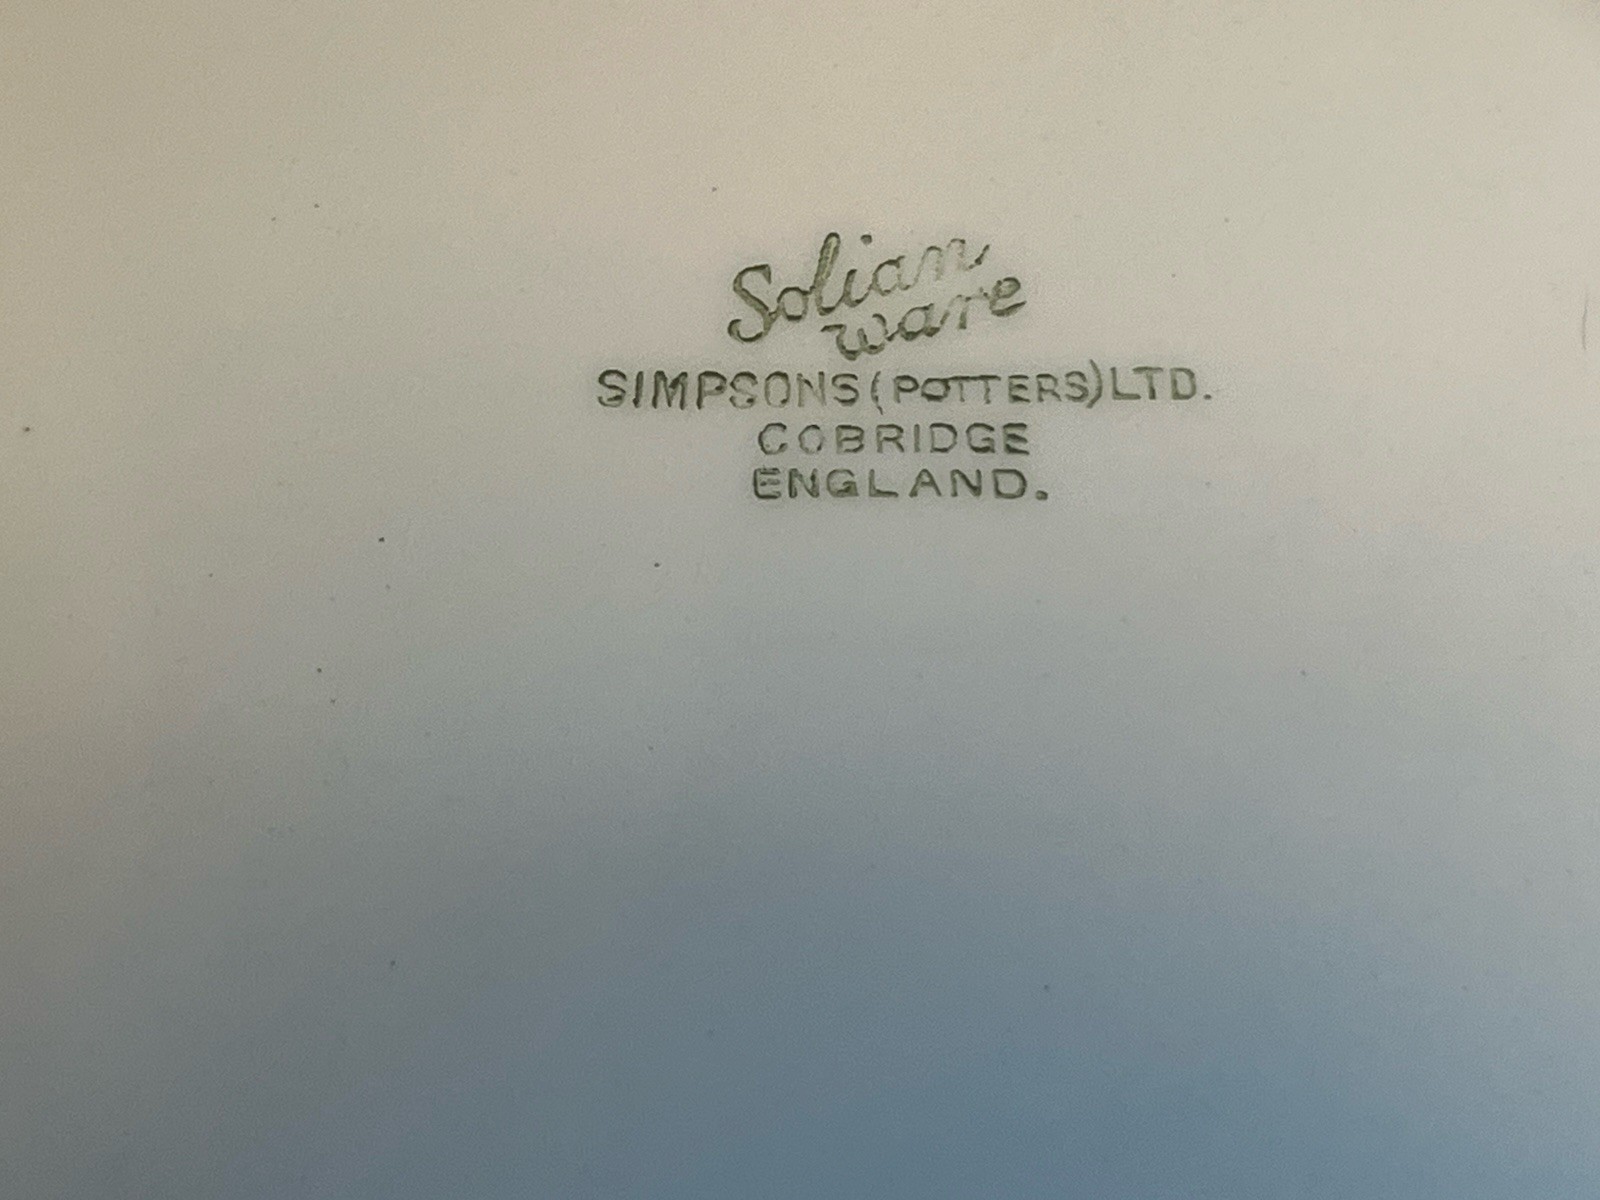 Solian
ware
SIMPSONS (POTTERS) LTD.
COBRIDGE
ENGLAND.